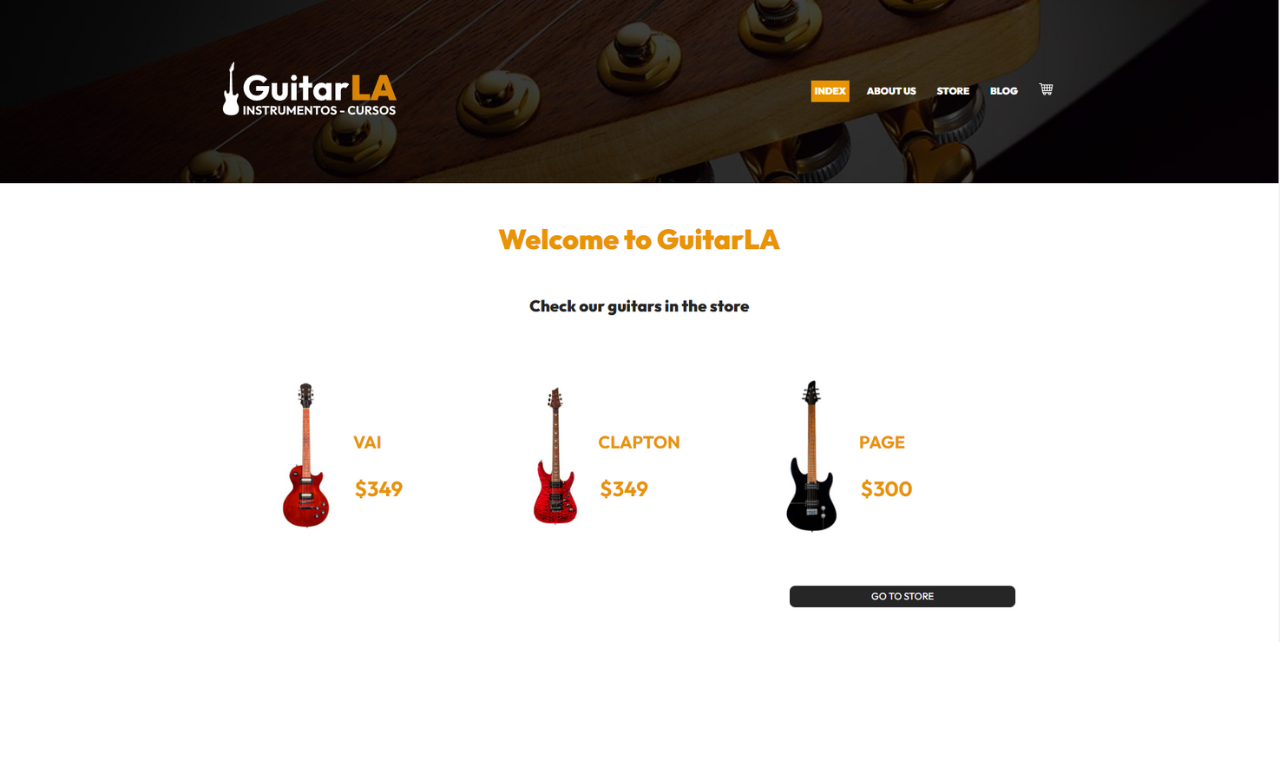 GuitarLA
INSTRUMENTOS - CURSOS
INDEX ABOUT US STORE BLOG
Welcome to GuitarLA
Check our guitars in the store
VAI
$349
CLAPTON
$349
PAGE
$300
GO TO STORE